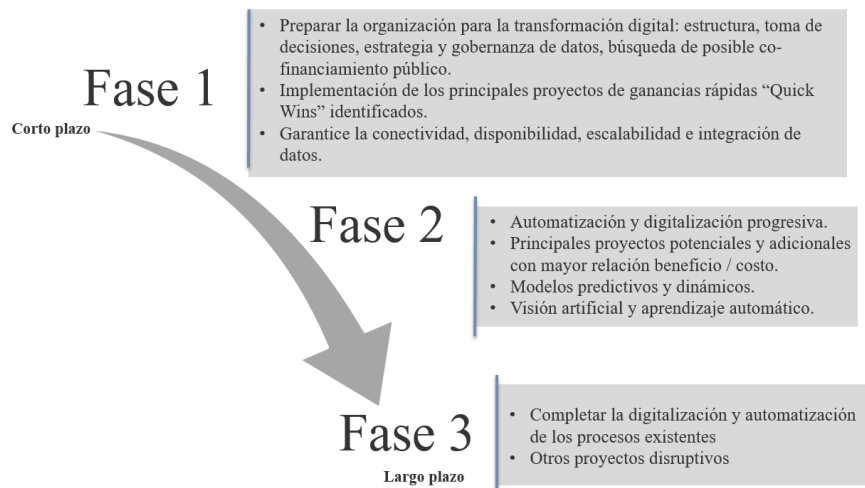 Fase 1
Corto plazo
• Preparar la organización para la transformación digital: estructura, toma de
decisiones, estrategia y gobernanza de datos, búsqueda de posible co-
financiamiento público.
• Implementación de los principales proyectos de ganancias rápidas “Quick
Wins” identificados.
• Garantice la conectividad, disponibilidad, escalabilidad e integración de
datos.
Fase 2
• Automatización y digitalización progresiva.
• Principales proyectos potenciales y adicionales
con mayor relación beneficio / costo.
• Modelos predictivos y dinámicos.
• Visión artificial y aprendizaje automático.
Fase 3
Largo plazo
• Completar la digitalización y automatización
de los procesos existentes
• Otros proyectos disruptivos